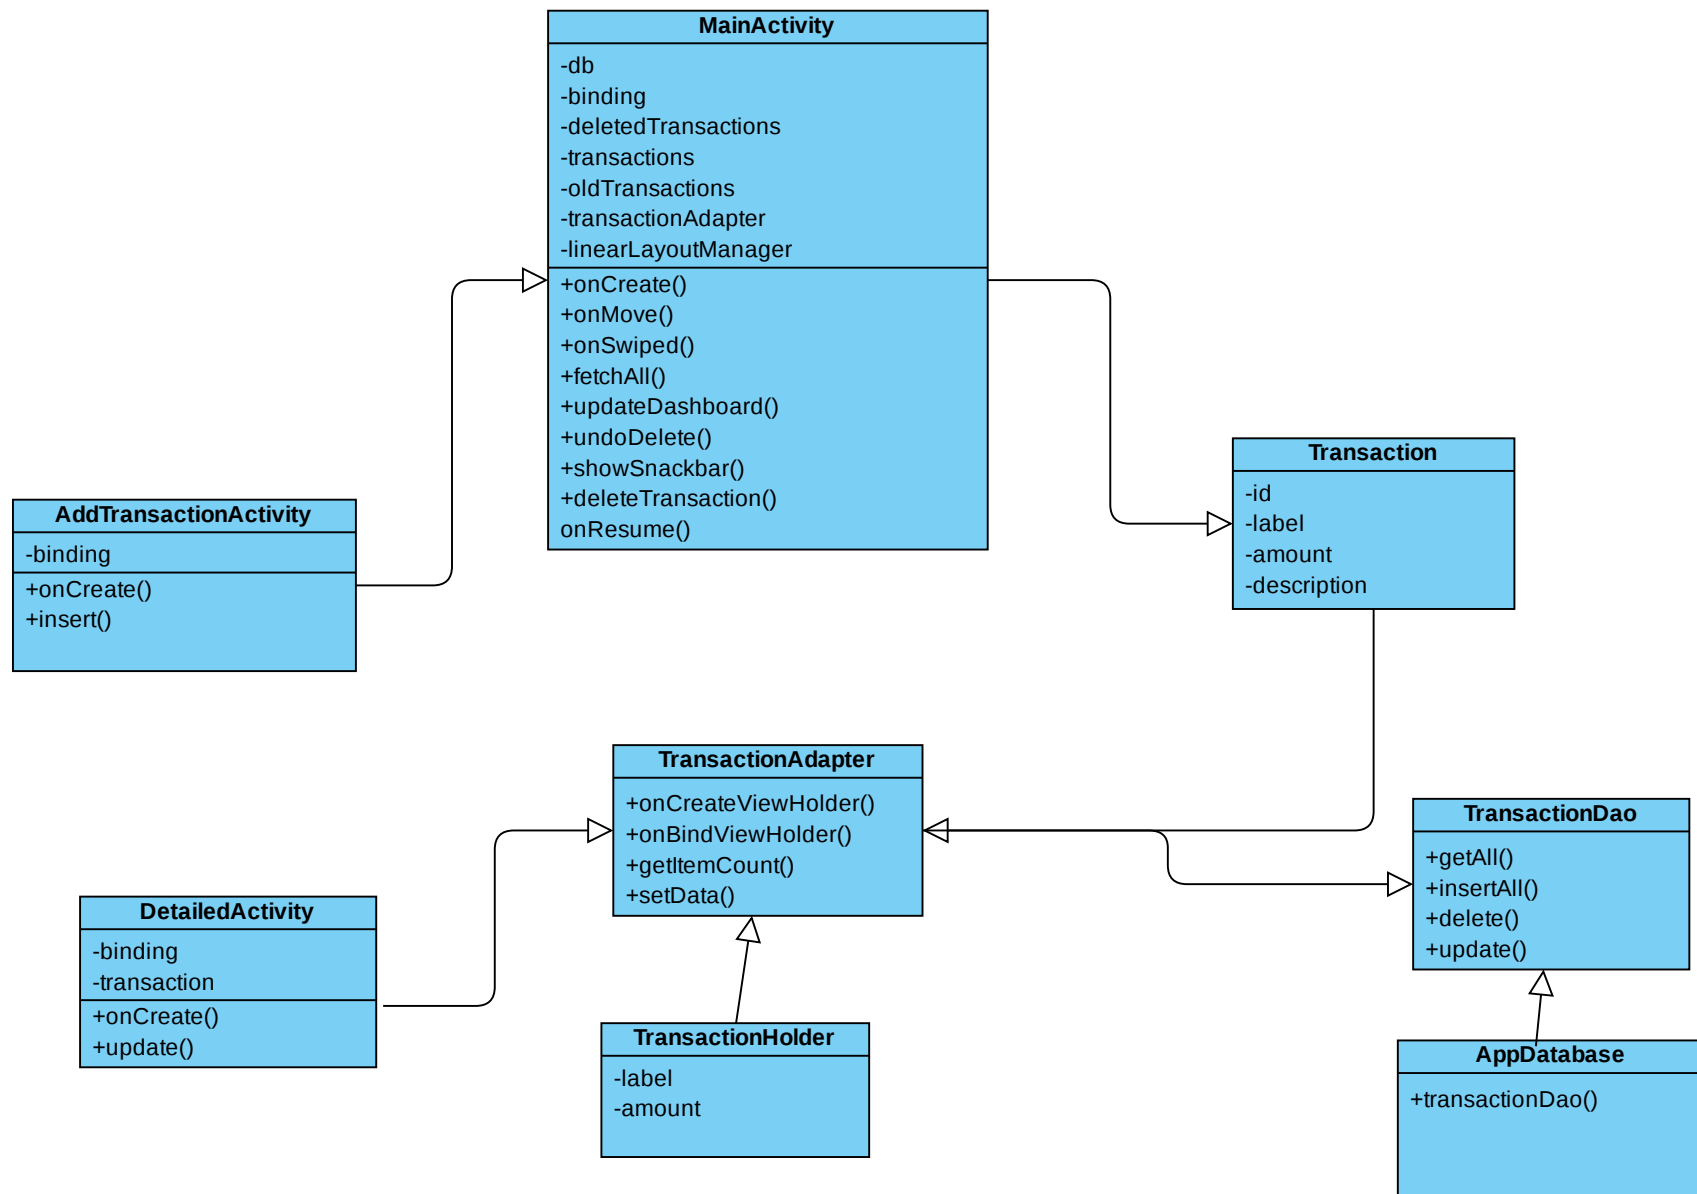 MainActivity
-db
-binding
-deletedTransactions
-transactions
-oldTransactions
-transactionAdapter
-linearLayoutManager
+onCreate()
+onMove()
+onSwiped()
+fetchAll()
+updateDashboard()
+undoDelete()
+showSnackbar()
+deleteTransaction()
onResume()
Transaction
-id
-label
-amount
-description
AddTransactionActivity
-binding
+onCreate()
+insert()
TransactionAdapter
+onCreateViewHolder()
+onBindViewHolder()
+getItemCount()
+setData()
TransactionDao
+getAll()
+insertAll()
+delete()
+update()
DetailedActivity
-binding
-transaction
+onCreate()
+update()
TransactionHolder
-label
-amount
AppDatabase
+transactionDao()